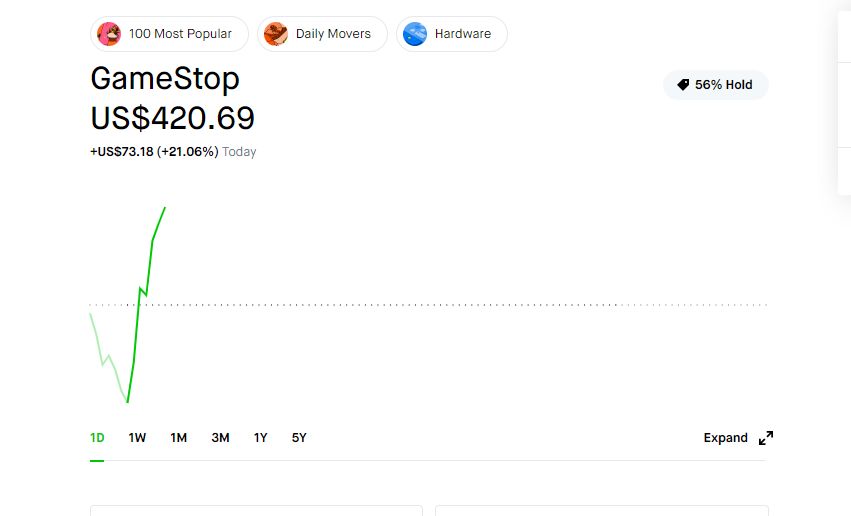 100 Most Popular Daily Movers Hardware
GameStop
56% Hold
US$420.69
+US$73.18 (+21.06%) Today
1D 1W 1M 3M 1Y 5Y Expand